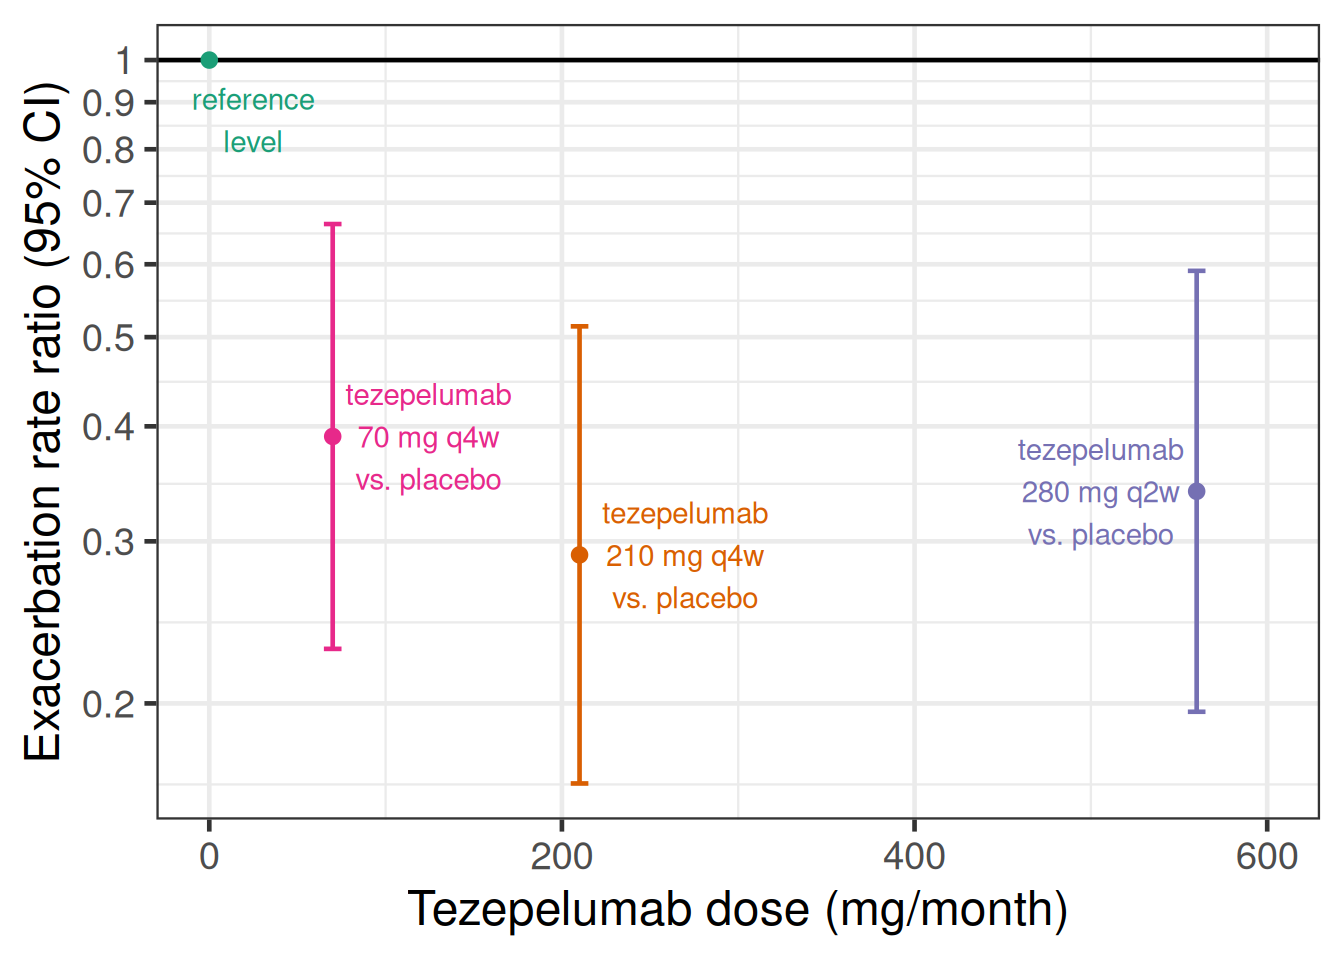 Exacerbation rate ratio (95% CI)
1
0.9
0.8
0.7
0.6
0.5
0.4
0.3
0.2
reference
level
tezepelumab
70 mg q4w
vs. placebo
tezepelumab
210 mg q4w
vs. placebo
tezepelumab
280 mg q2w
vs. placebo
0
200
400
600
Tezepelumab dose (mg/month)